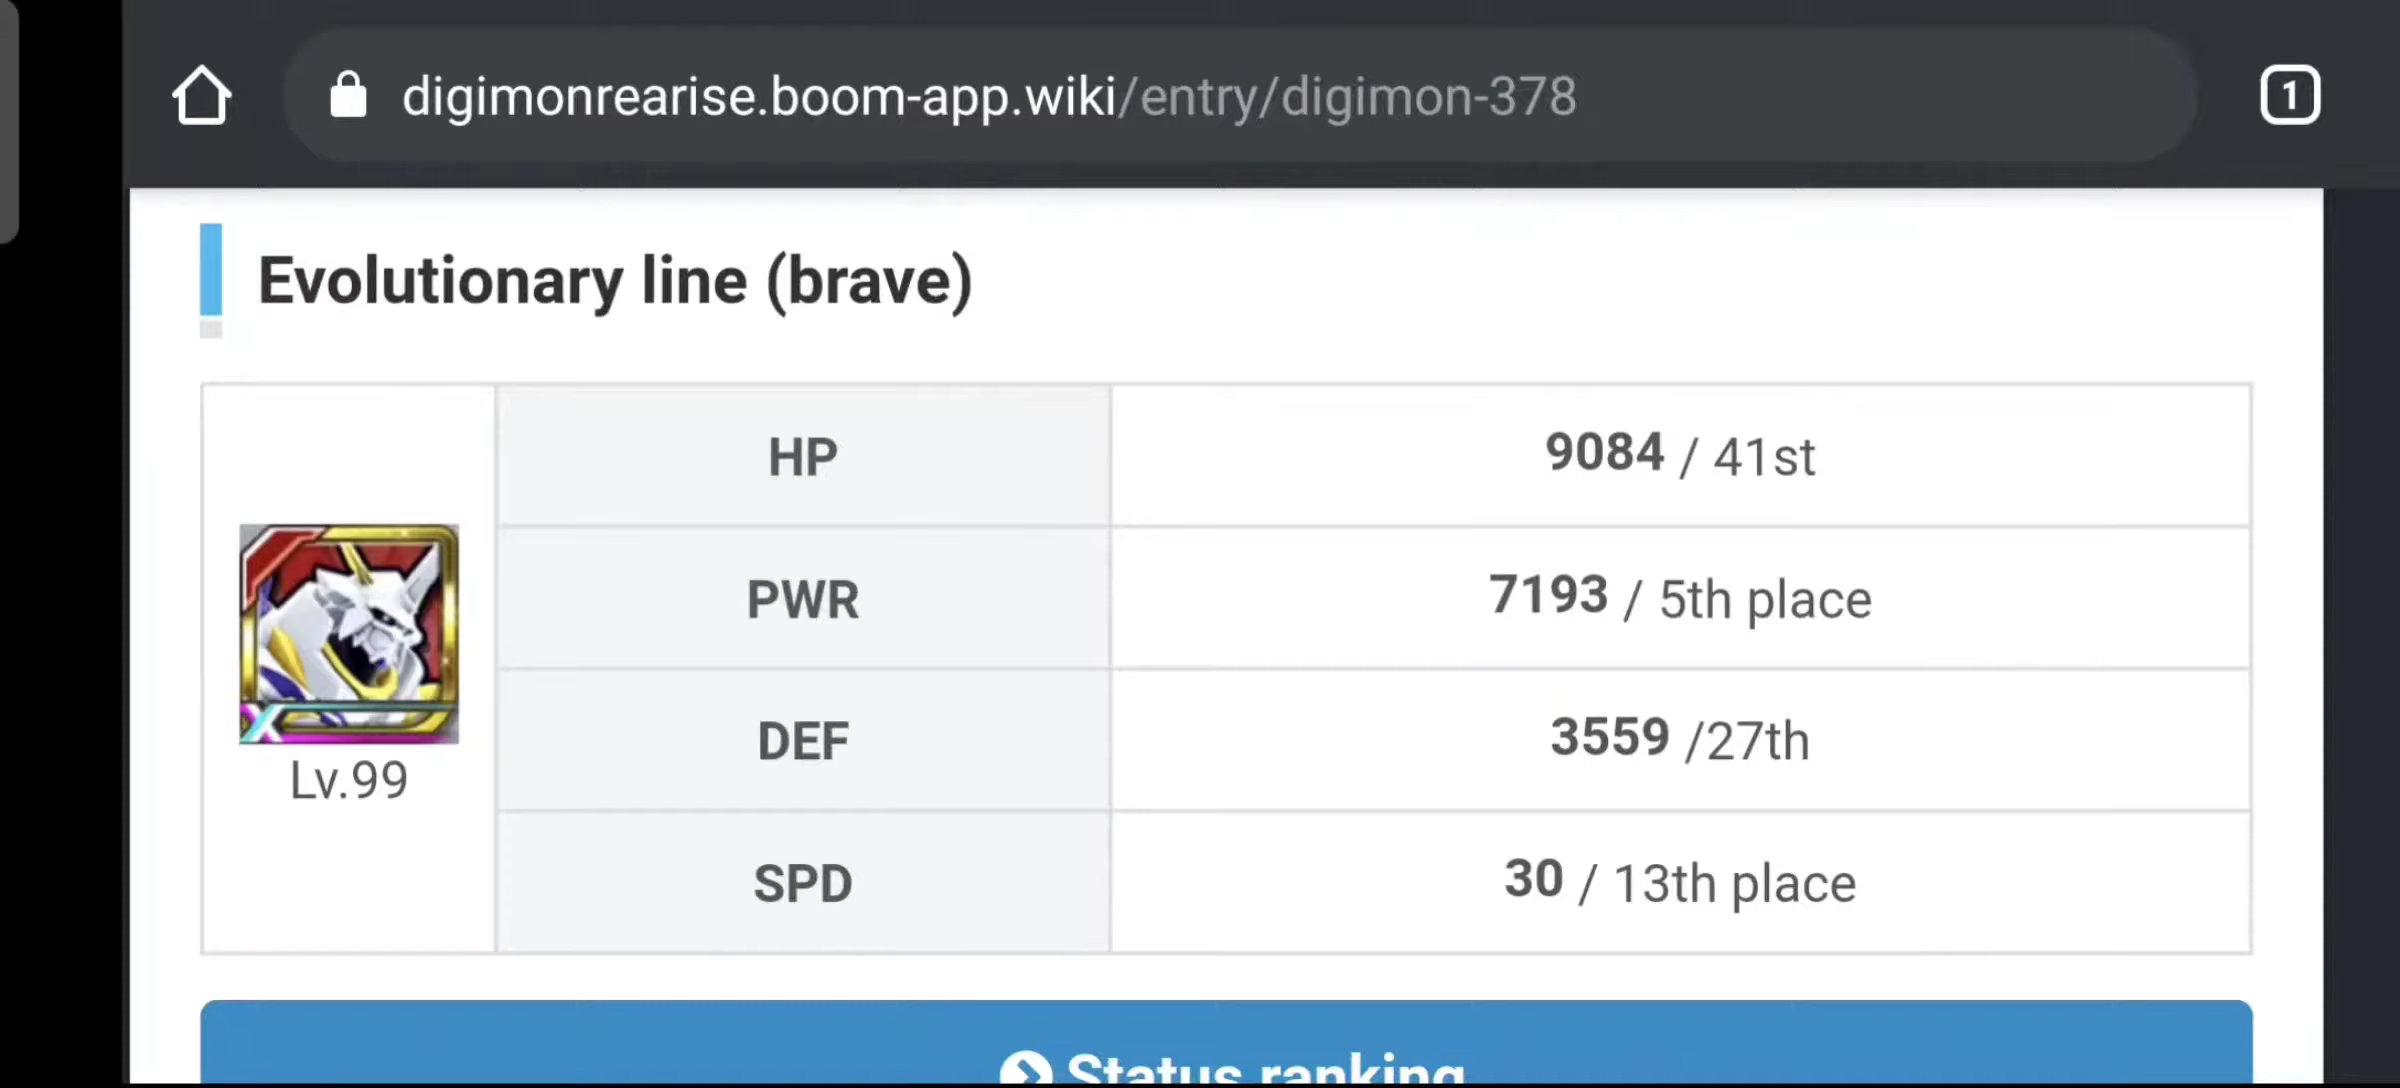 digimonrearise.boom-app.wiki/entry/digimon-378
1
Evolutionary line (brave)
HP
9084 / 41st
PWR
7193 / 5th place
DEF
3559 /27th
SPD
30 / 13th place
X
Lv.99
Status ranking